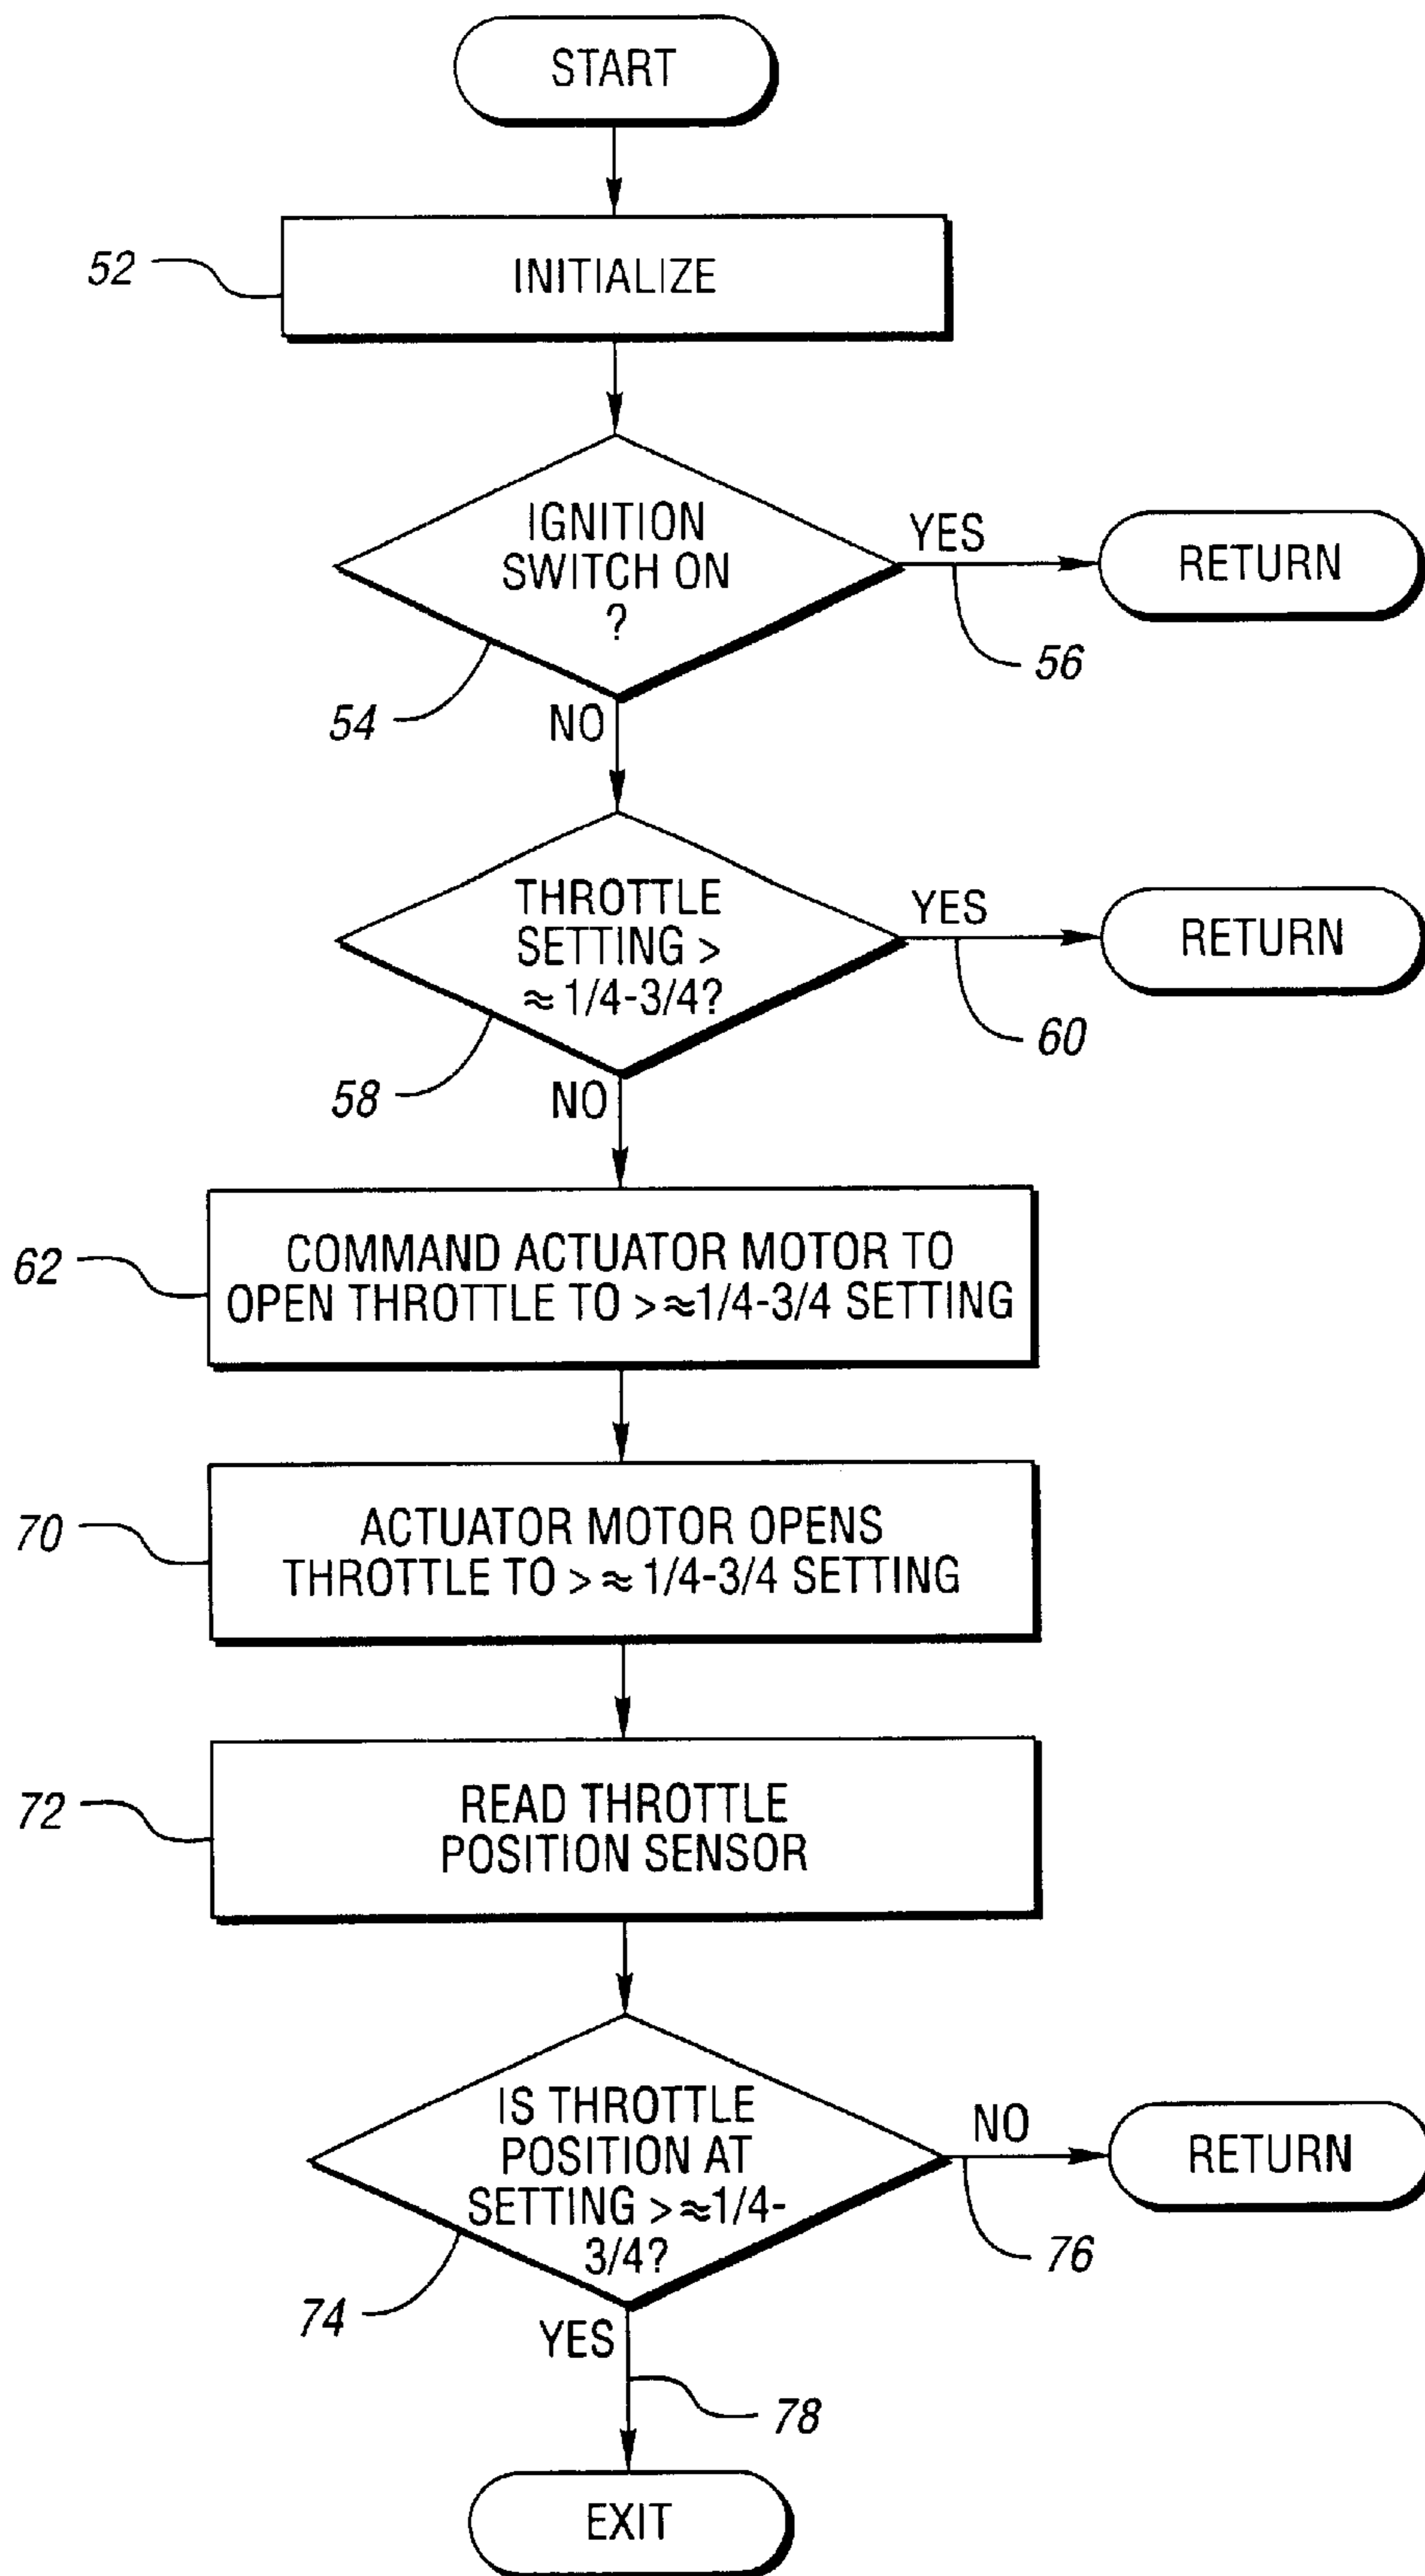 START
52
INITIALIZE
IGNITION
SWITCH ON
?
YES
RETURN
56
54
NO
THROTTLE
SETTING >
≈ 1/4-3/4?
YES
RETURN
60
58
NO
62
COMMAND ACTUATOR MOTOR TO
OPEN THROTTLE TO >≈1/4-3/4 SETTING
70
ACTUATOR MOTOR OPENS
THROTTLE TO >≈ 1/4-3/4 SETTING
72
READ THROTTLE
POSITION SENSOR
IS THROTTLE
POSITION AT
SETTING >≈1/4-
3/4?
NO
RETURN
76
74
YES
78
EXIT